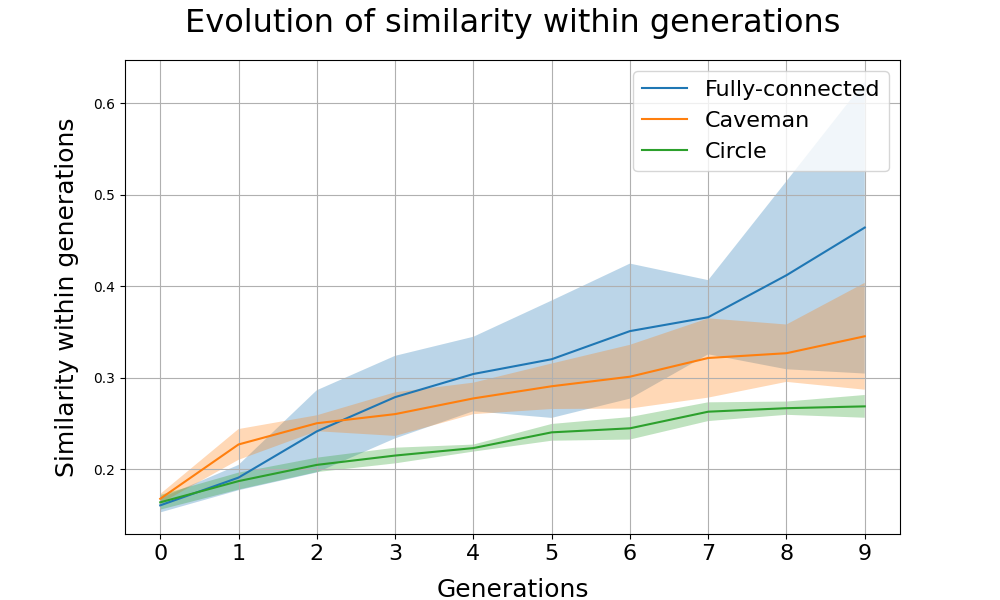 Evolution of similarity within generations
Fully-connected
Caveman
Circle
Similarity within generations
0.6
0.5
0.4
0.3
0.2
0 1 2 3 4 5 6 7 8 9
Generations